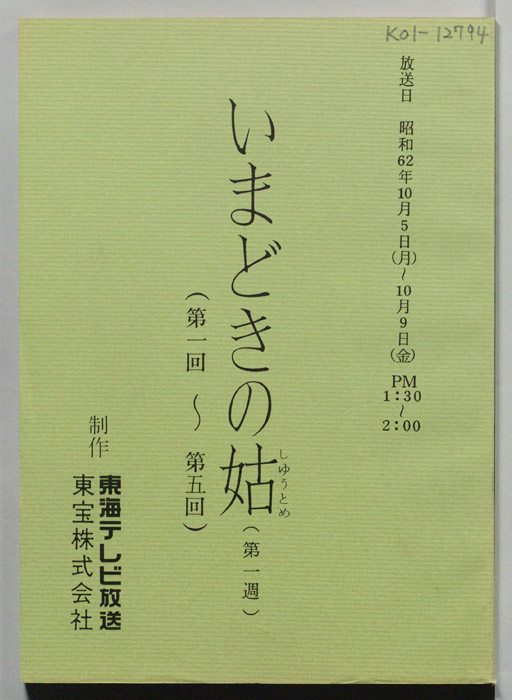 K01-12794
放送日　昭和62年10月5日(月)〜10月9日(金)　PM1:30〜2:00
いまどきの姑(第一週)
しゅうとめ
(第一回　〜　第五回)
制作　東海テレビ放送
東宝株式会社